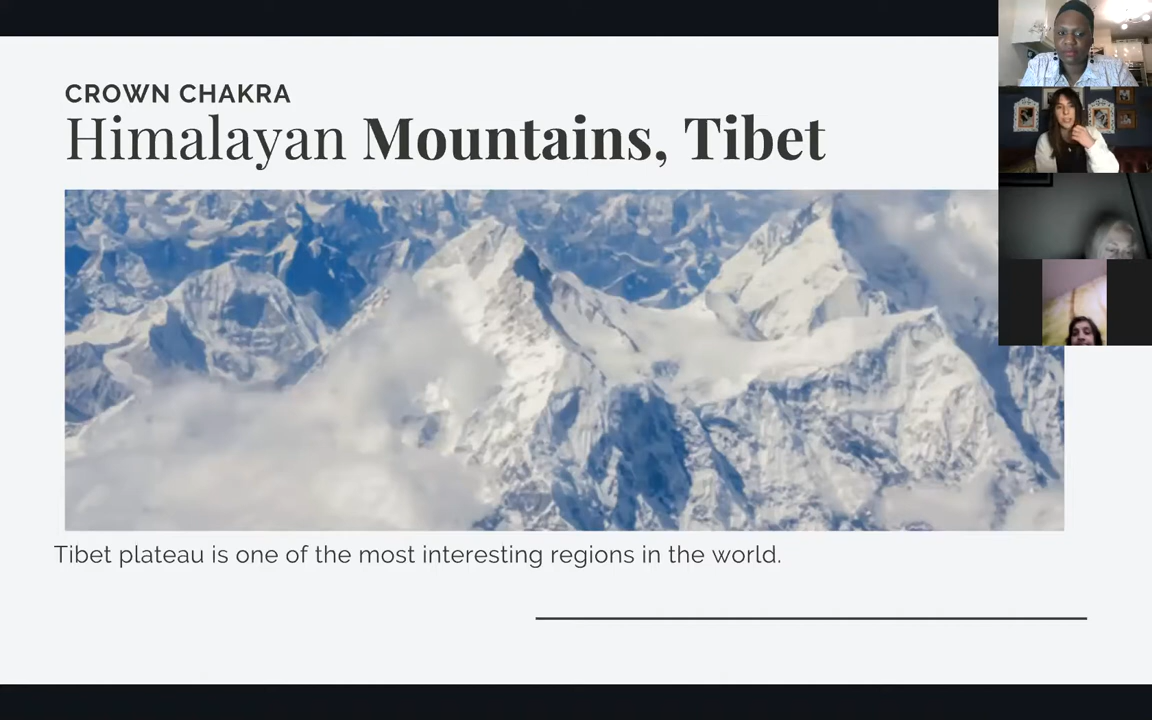 CROWN CHAKRA
Himalayan Mountains, Tibet
Tibet plateau is one of the most interesting regions in the world.